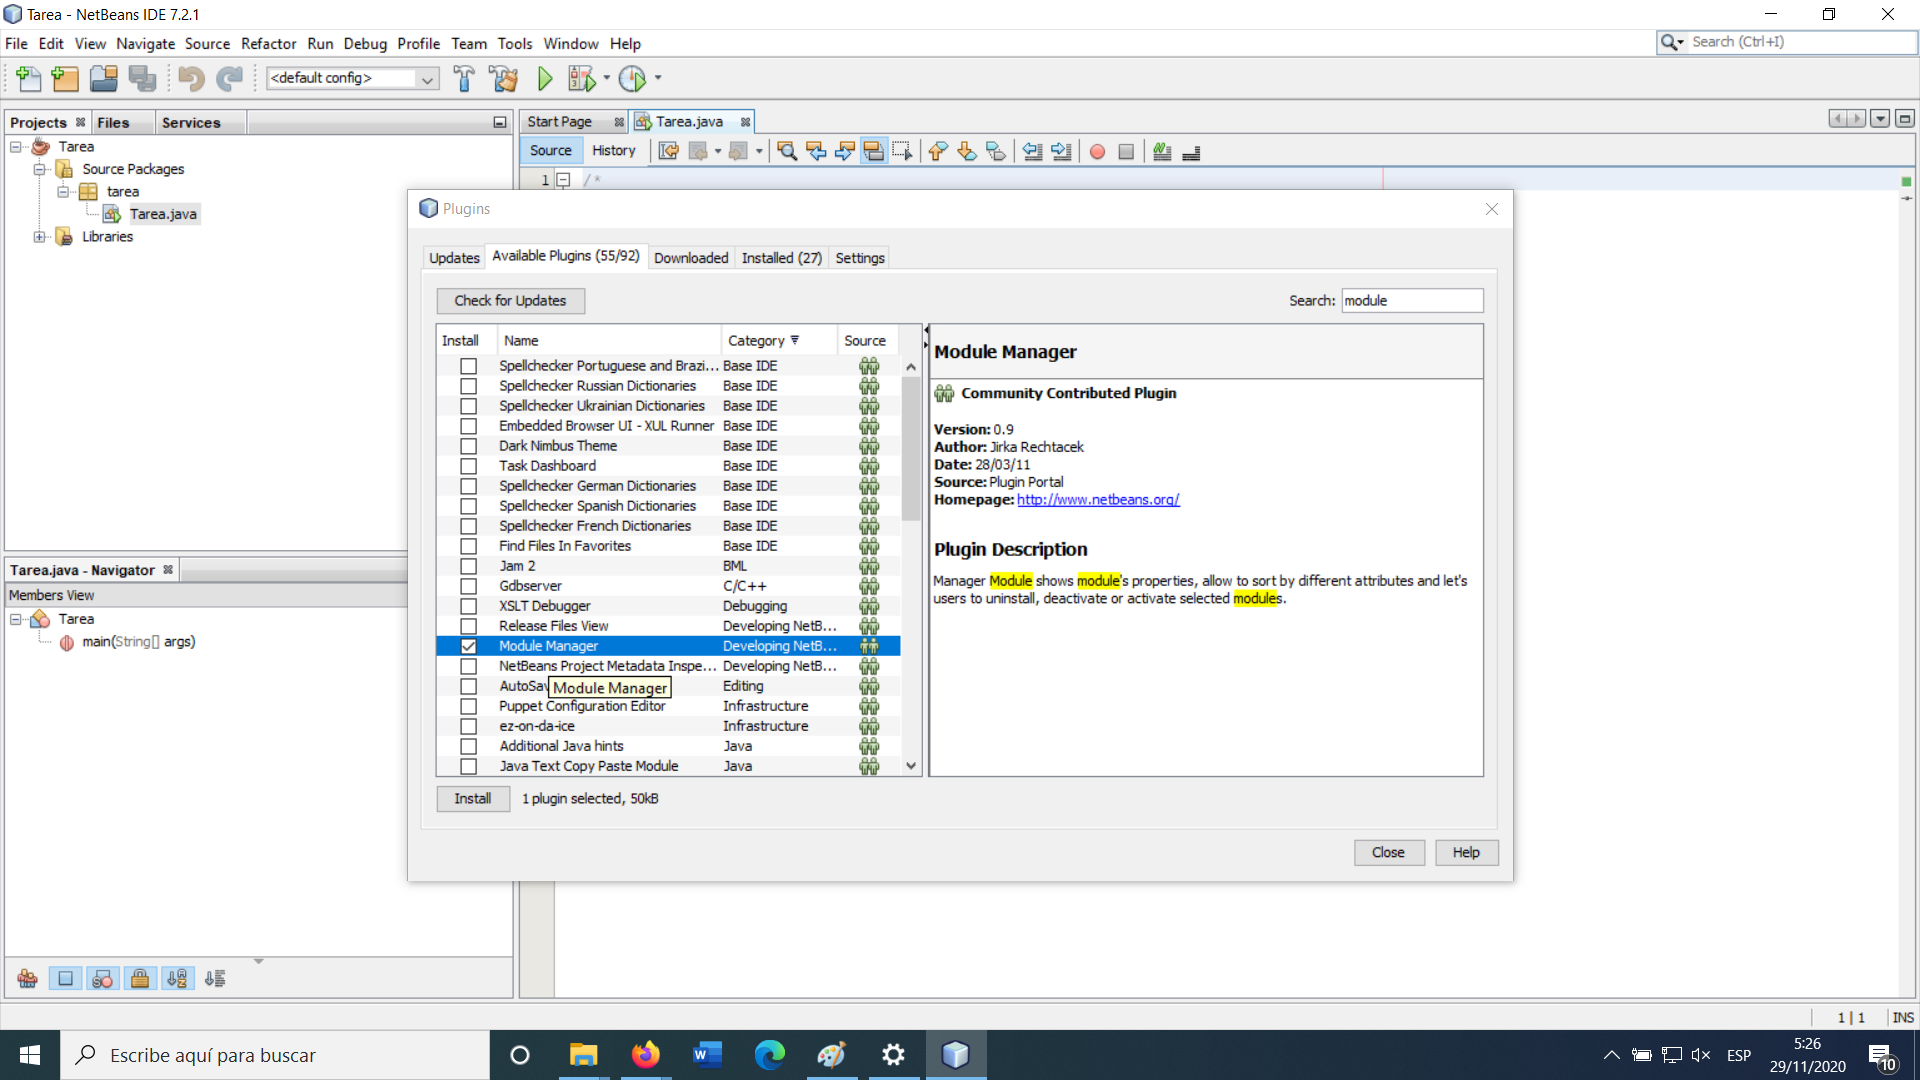 Tarea - NetBeans IDE 7.2.1
File Edit View Navigate Source Refactor Run Debug Profile Team Tools Window Help
Search (Ctrl+I)
<default config>
Projects Files Services
Start Page Tarea.java
Source History
Tarea
Source Packages
tarea
Tarea.java
Libraries
1 /*
Plugins
Updates Available Plugins (55/92) Downloaded Installed (27) Settings
Check for Updates
Search: module
Install Name Category Source
Spellchecker Portuguese and Brazi... Base IDE
Spellchecker Russian Dictionaries Base IDE
Spellchecker Ukrainian Dictionaries Base IDE
Embedded Browser UI - XUL Runner Base IDE
Dark Nimbus Theme Base IDE
Task Dashboard Base IDE
Spellchecker German Dictionaries Base IDE
Spellchecker Spanish Dictionaries Base IDE
Spellchecker French Dictionaries Base IDE
Find Files In Favorites Base IDE
Jam 2 BML
Gdbserver C/C++
XSLT Debugger Debugging
Release Files View Developing NetB...
Module Manager Developing NetB...
NetBeans Project Metadata Inspe... Developing NetB...
AutoSav Editing
Module Manager
Puppet Configuration Editor Infrastructure
ez-on-da-ice Infrastructure
Additional Java hints Java
Java Text Copy Paste Module Java
Module Manager
Community Contributed Plugin
Version: 0.9
Author: Jirka Rechtacek
Date: 28/03/11
Source: Plugin Portal
Homepage: http://www.netbeans.org/
Plugin Description
Manager Module shows module's properties, allow to sort by different attributes and let's
users to uninstall, deactivate or activate selected modules.
Install 1 plugin selected, 50kB
Close Help
Tarea.java - Navigator
Members View
Tarea
main(String[] args)
1 | 1 INS
Escribe aquí para buscar
ESP
5:26
29/11/2020
10